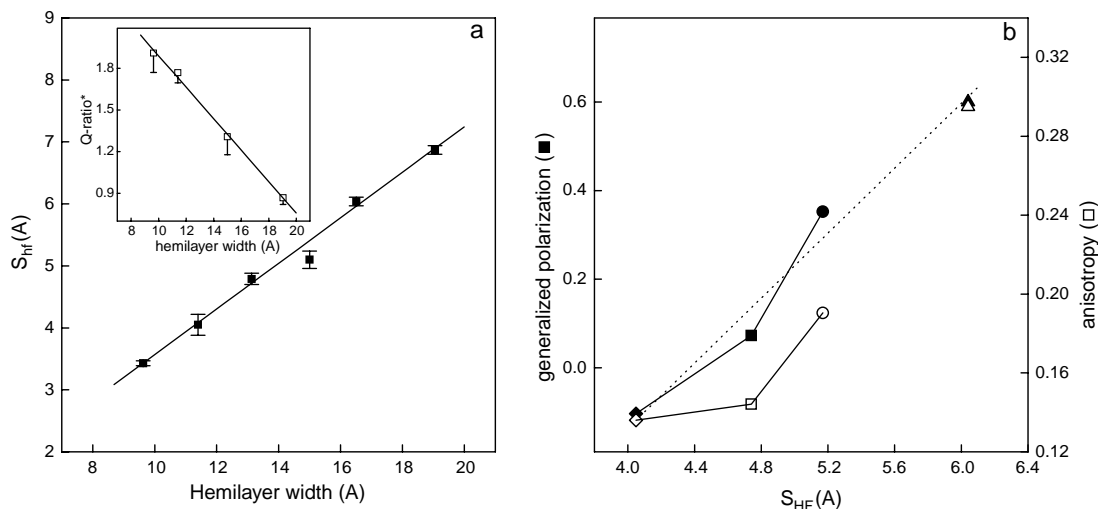 a
9
8
7
6
5
4
3
2
S_hf(A)
8 10 12 14 16 18 20
Hemilayer width (A)
1.8
1.5
1.2
0.9
Q-ratio*
8 10 12 14 16 18 20
hemilayer width (A)
b
0.6
0.4
0.2
0.0
generalized polarization (■)
0.32
0.28
0.24
0.20
0.16
0.12
anisotropy (□)
4.0 4.4 4.8 5.2 5.6 6.0 6.4
S_HF(A)